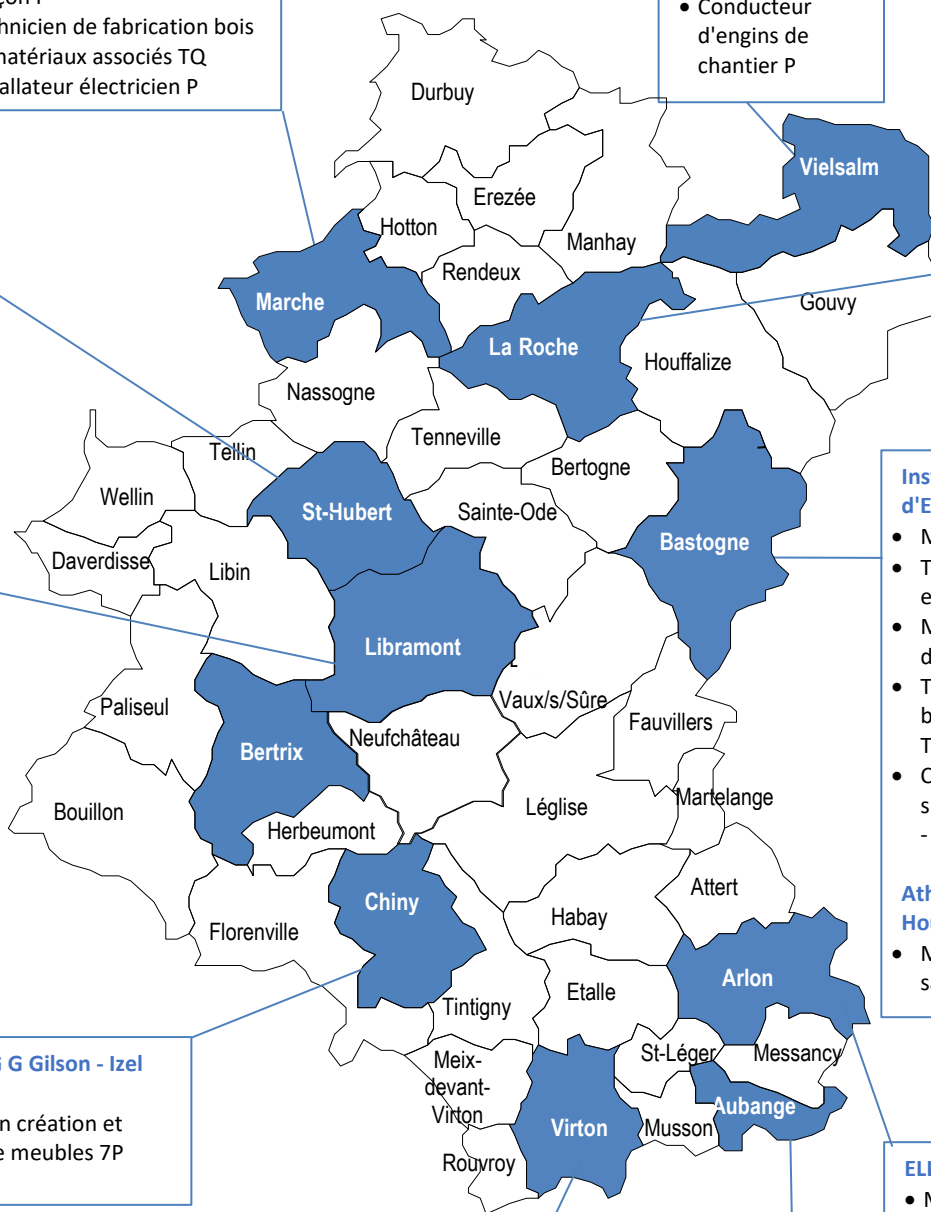 hnicien de fabrication bois
matériaux associés TQ
allateur électricien P
• Conducteur
d'engins de
chantier P
Durbuy
Vielsalm
Erezée
Hotton
Manhay
Rendeux
Marche
Gouvy
La Roche
Houffalize
Nassogne
Tenneville
Tellin
Bertogne
Wellin
St-Hubert
Sainte-Ode
Bastogne
Daverdisse
Libin
Libramont
Vaux/s/Sûre
Paliseul
Fauvillers
Neufchâteau
Bertrix
Martelange
Léglise
Bouillon
Herbeumont
Attert
Chiny
Habay
Florenville
Arlon
Etalle
Tintigny
St-Léger
Messancy
Meix-
devant-
Virton
Aubange
Virton
Musson
Rouvroy
Ins
d'E
• M
• T
e
• M
d
• T
b
T
• C
s
-
Ath
Hou
• M
s
G Gilson - Izel
n création et
e meubles 7P
EL
• M